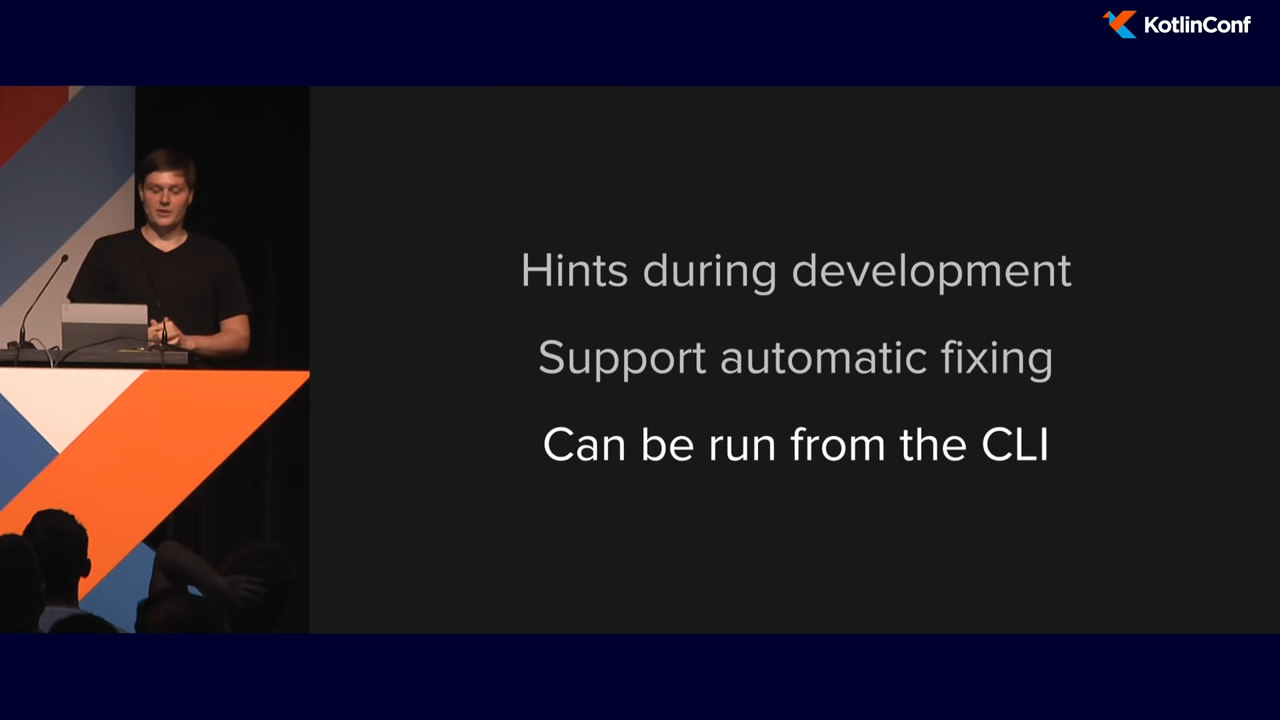 KotlinConf
Hints during development
Support automatic fixing
Can be run from the CLI